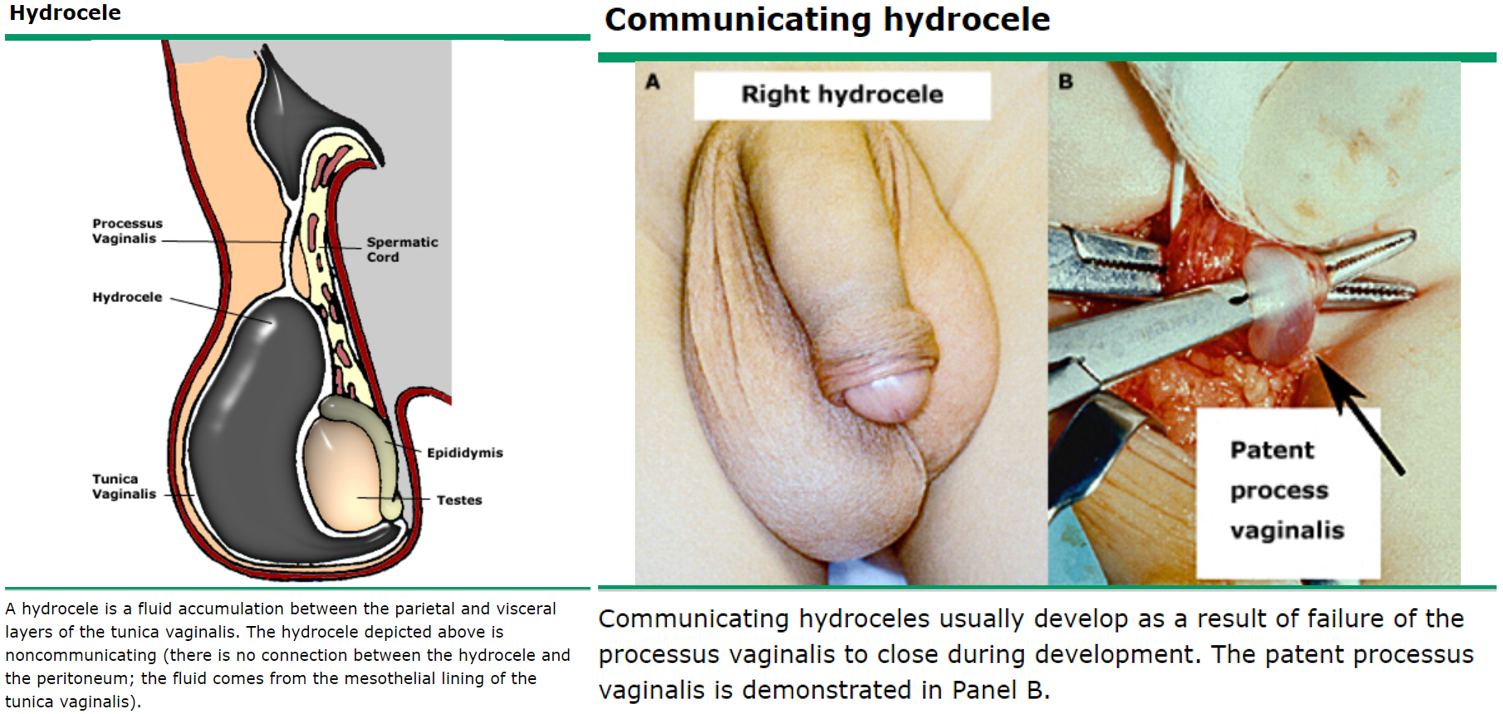 Hydrocele
Processus
Vaginalis
Spermatic
Cord
Hydrocele
Tunica
Vaginalis
Epididymis
Testes
A hydrocele is a fluid accumulation between the parietal and visceral
layers of the tunica vaginalis. The hydrocele depicted above is
noncommunicating (there is no connection between the hydrocele and
the peritoneum; the fluid comes from the mesothelial lining of the
tunica vaginalis).
Communicating hydrocele
A
Right hydrocele
B
Patent
process
vaginalis
Communicating hydroceles usually develop as a result of failure of the
processus vaginalis to close during development. The patent processus
vaginalis is demonstrated in Panel B.